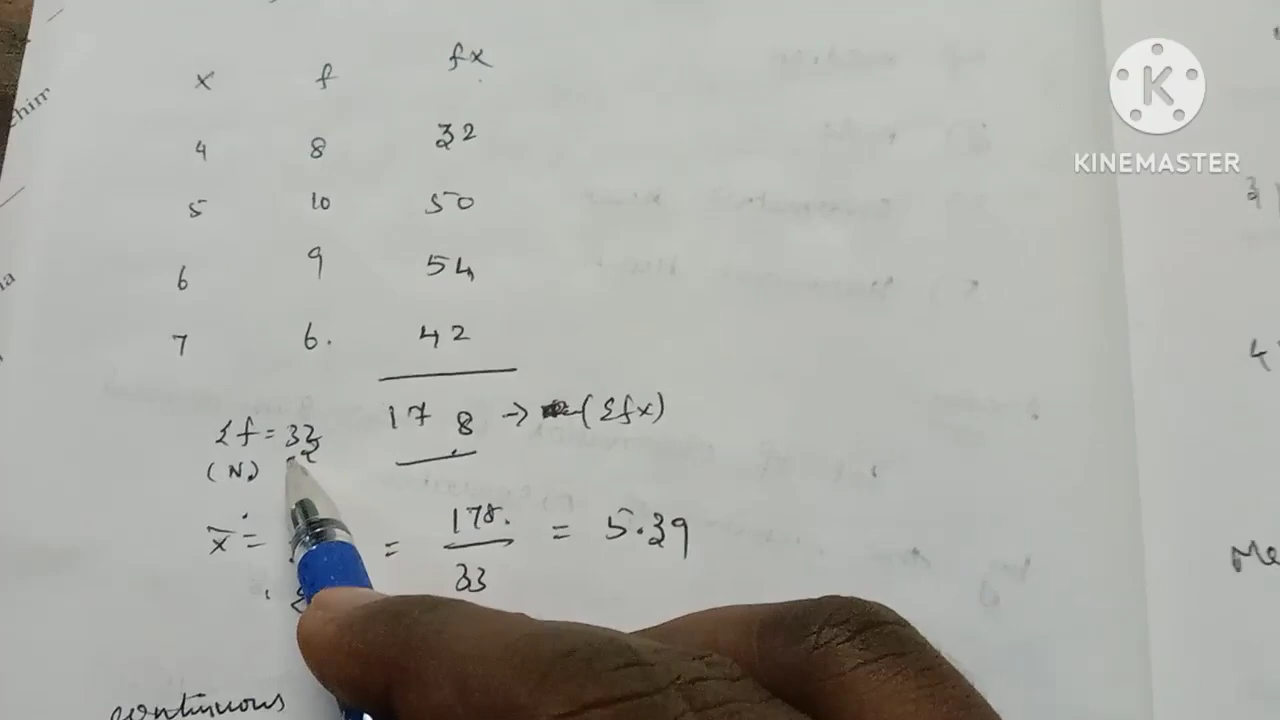 x f fx
4 8 32
5 10 50
6 9 54
7 6. 42
Σf = 33 178 → (Σfx)
(N)
x̄ = = 178. / 33 = 5.39
continuous
KINEMASTER